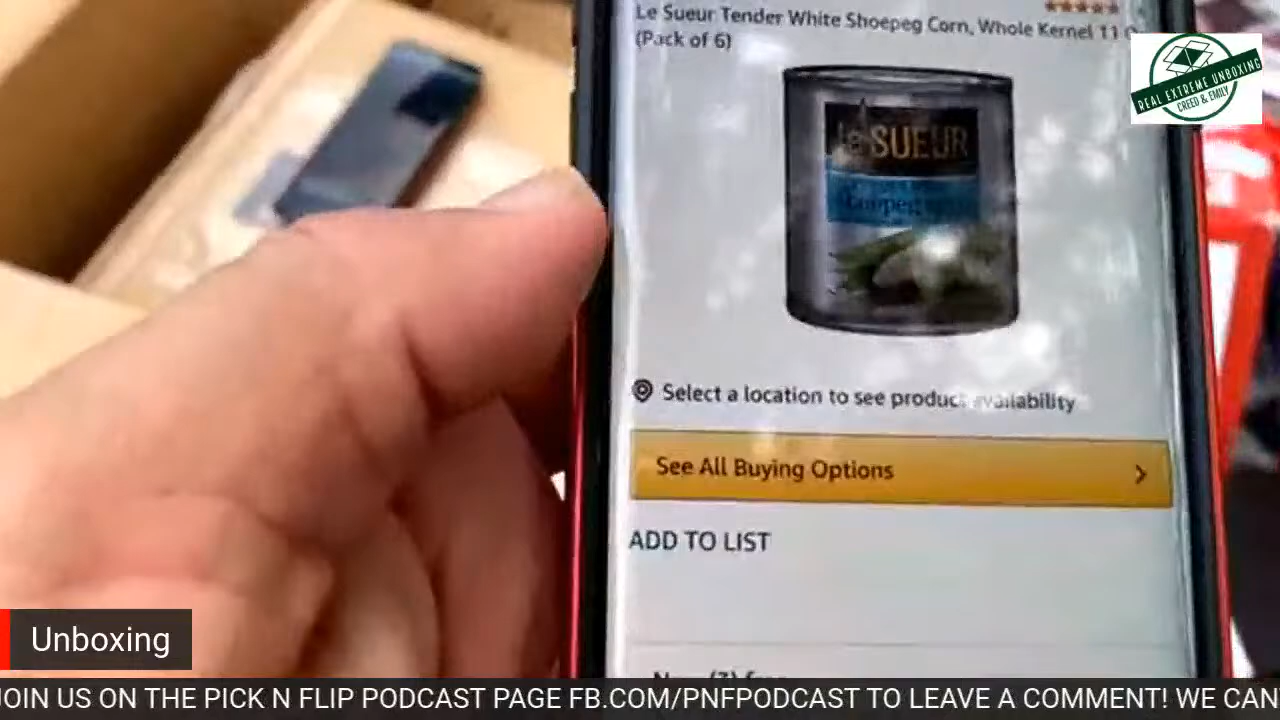 Le Sueur Tender White Shoepeg Corn, Whole Kernel 11
(Pack of 6)
REAL EXTREME UNBOXING
CREED & EMILY
le SUEUR
Select a location to see product availability
See All Buying Options
ADD TO LIST
Unboxing
JOIN US ON THE PICK N FLIP PODCAST PAGE FB.COM/PNFPODCAST TO LEAVE A COMMENT! WE CAN